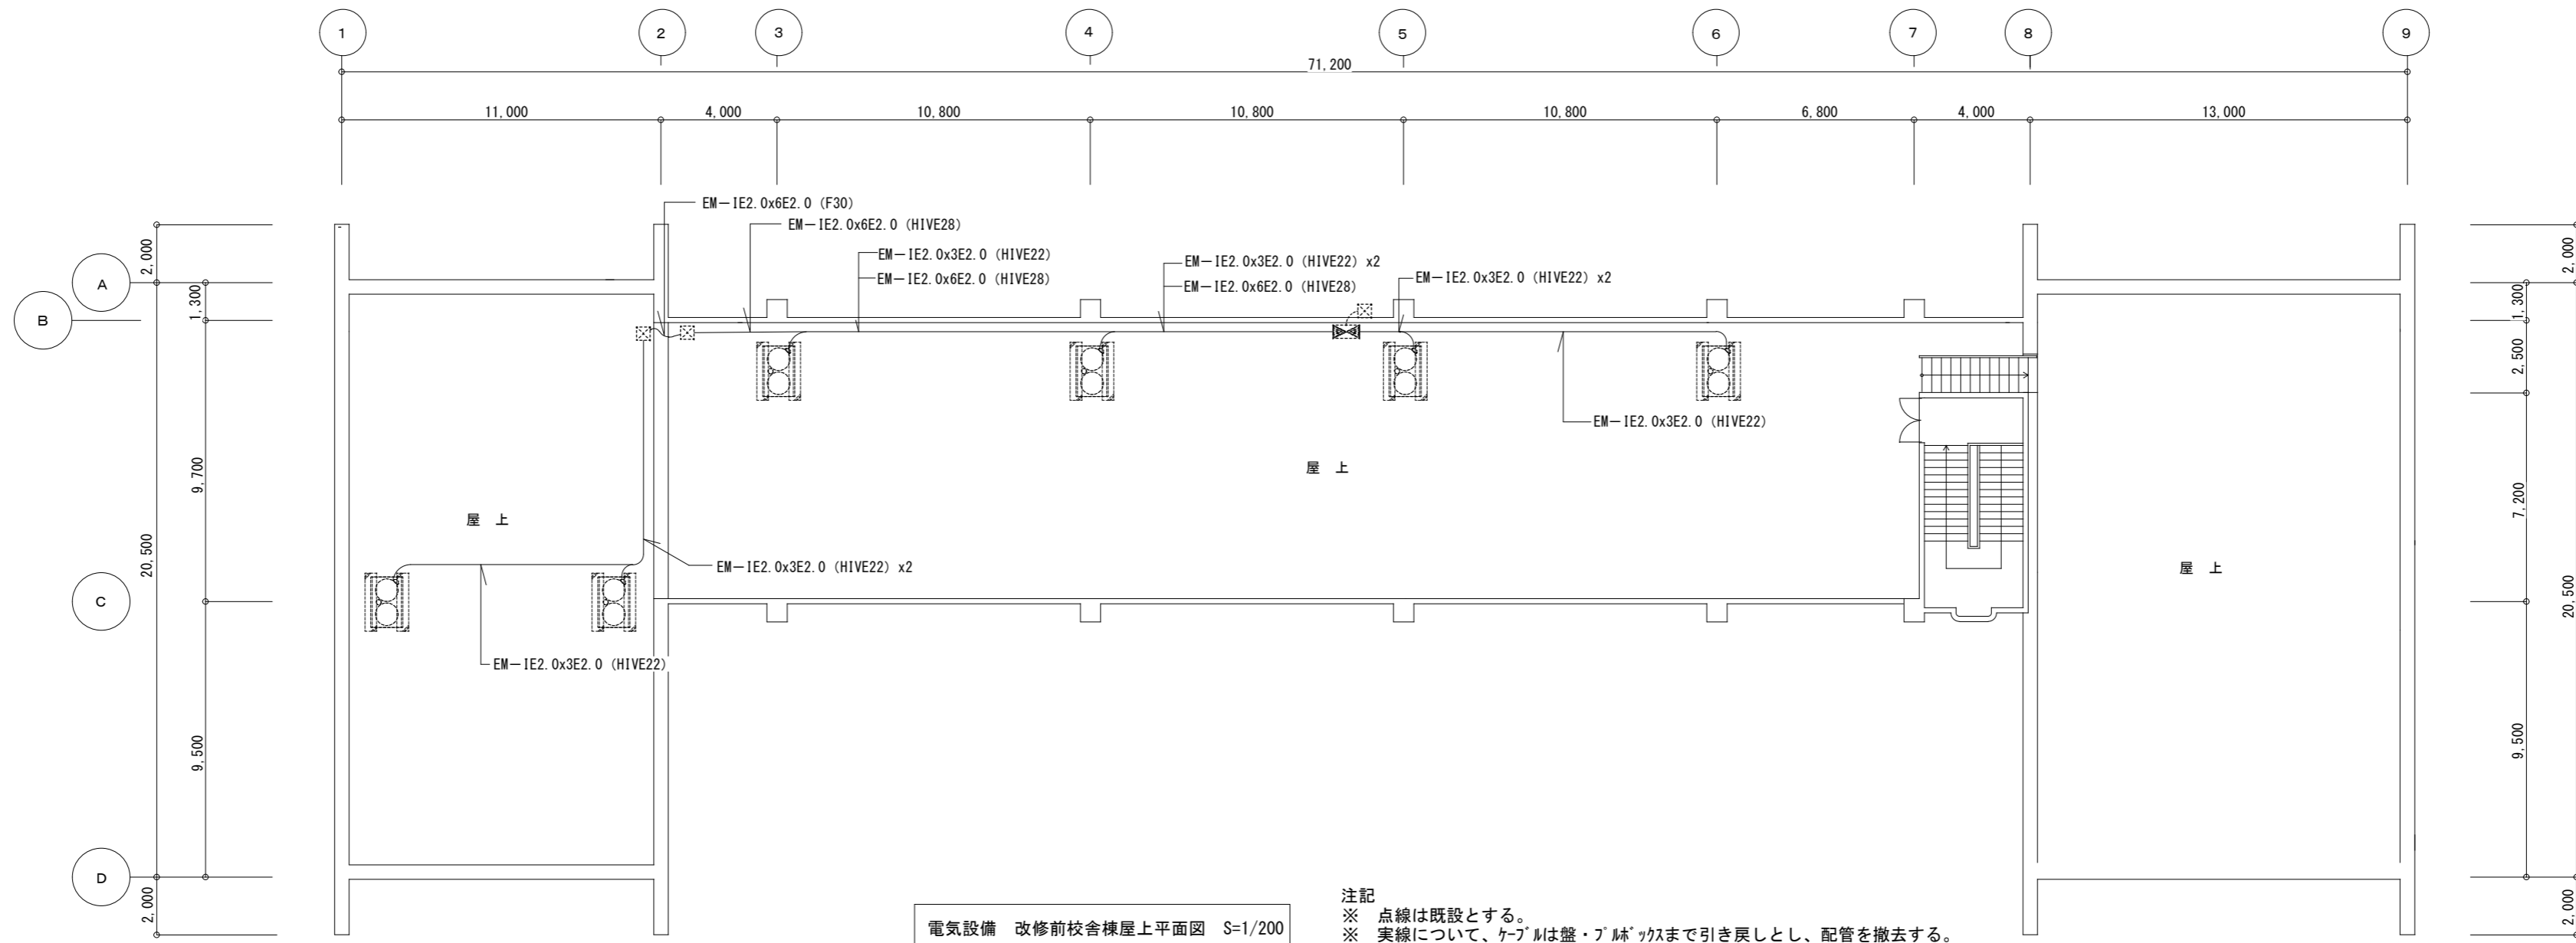 1 2 3 4 5 6 7 8 9
71,200
11,000 4,000 10,800 10,800 10,800 6,800 4,000 13,000
EM－IE2.0x6E2.0 (F30)
EM－IE2.0x6E2.0 (HIVE28)
EM－IE2.0x3E2.0 (HIVE22)
EM－IE2.0x6E2.0 (HIVE28)
EM－IE2.0x3E2.0 (HIVE22) x2
EM－IE2.0x6E2.0 (HIVE28)
EM－IE2.0x3E2.0 (HIVE22) x2
EM－IE2.0x3E2.0 (HIVE22)
A
B
C
D
2,000
1,300
9,700
20,500
9,500
2,000
屋　上
屋　上
屋　上
EM－IE2.0x3E2.0 (HIVE22) x2
EM－IE2.0x3E2.0 (HIVE22)
2,000
1,300
2,500
7,200
20,500
9,500
2,000
電気設備　改修前校舎棟屋上平面図　S=1/200
注記
※　点線は既設とする。
※　実線について、ｹｰﾌﾞﾙは盤・ﾌﾟﾙﾎﾞｯｸｽまで引き戻しとし、配管を撤去する。